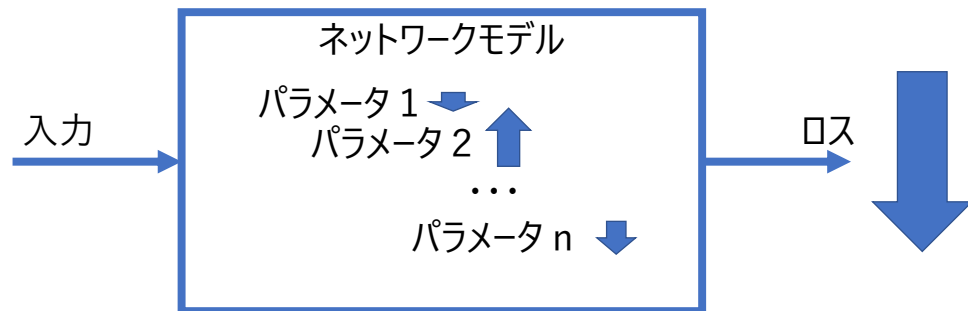 ネットワークモデル
パラメータ 1
入力
パラメータ 2
ロス
...
パラメータ n